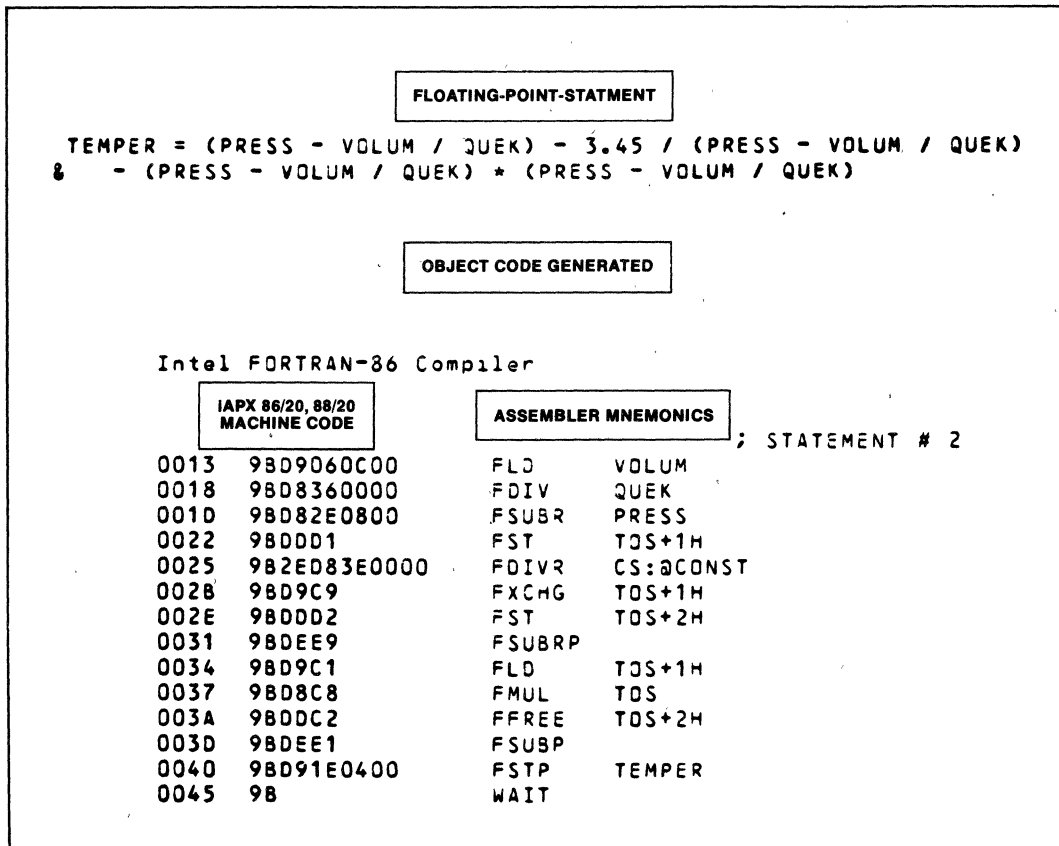 FLOATING-POINT-STATMENT
TEMPER = (PRESS - VOLUM / QUEK) - 3.45 / (PRESS - VOLUM / QUEK)
& - (PRESS - VOLUM / QUEK) * (PRESS - VOLUM / QUEK)
OBJECT CODE GENERATED
Intel FORTRAN-86 Compiler
iAPX 86/20, 88/20
MACHINE CODE
ASSEMBLER MNEMONICS
; STATEMENT # 2
0013 9BD9060C00 FLD VOLUM
0018 9BD8360000 FDIV QUEK
001D 9BD82E0800 FSUBR PRESS
0022 9BDDD1 FST TOS+1H
0025 9B2ED83E0000 FDIVR CS:@CONST
002B 9BD9C9 FXCHG TOS+1H
002E 9BDDD2 FST TOS+2H
0031 9BDEE9 FSUBRP
0034 9BD9C1 FLD TOS+1H
0037 9BD8C8 FMUL TOS
003A 9BDDC2 FFREE TOS+2H
003D 9BDEE1 FSUBP
0040 9BD91E0400 FSTP TEMPER
0045 9B WAIT